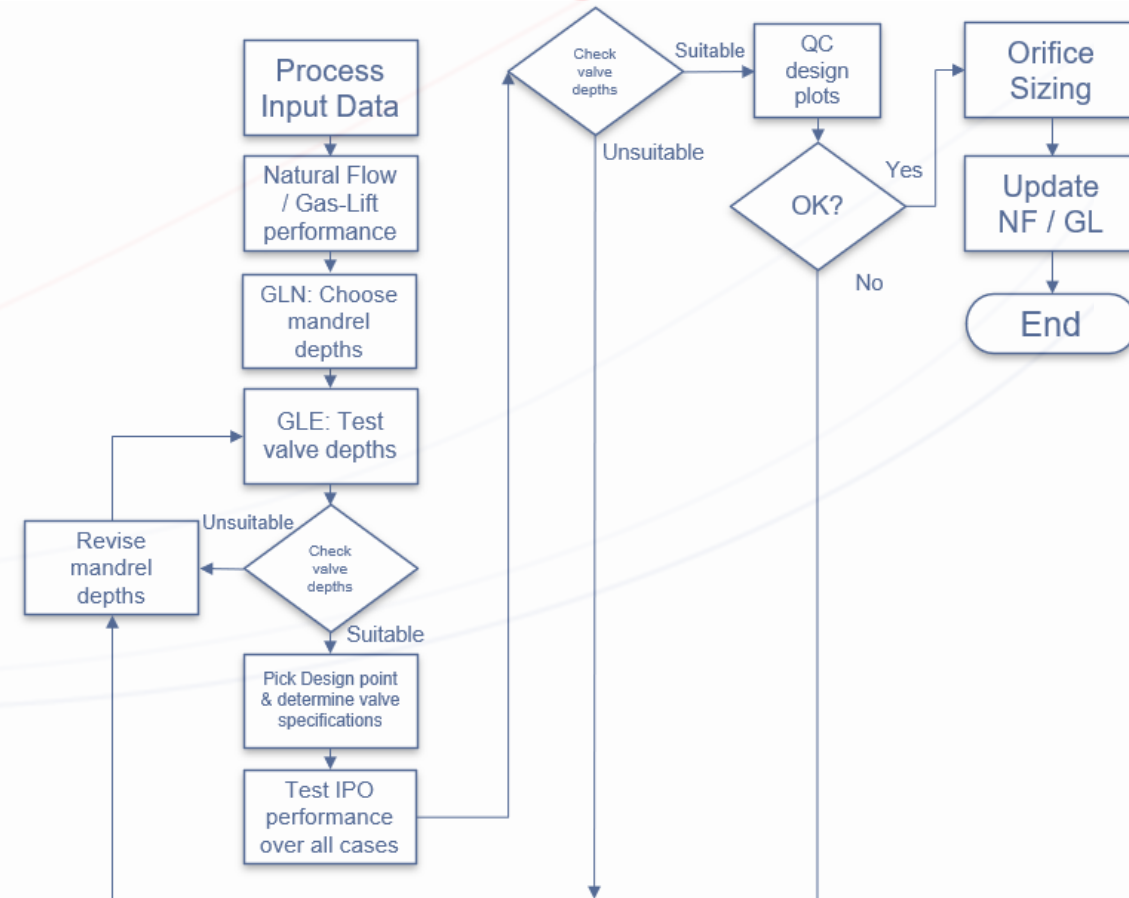 Process
Input Data
Natural Flow
/ Gas-Lift
performance
GLN: Choose
mandrel
depths
GLE: Test
valve depths
Unsuitable
Revise
mandrel
depths
Check
valve
depths
Suitable
Pick Design point
& determine valve
specifications
Test IPO
performance
over all cases
Check
valve
depths
Suitable
Unsuitable
QC
design
plots
OK?
Yes
No
Orifice
Sizing
Update
NF / GL
End